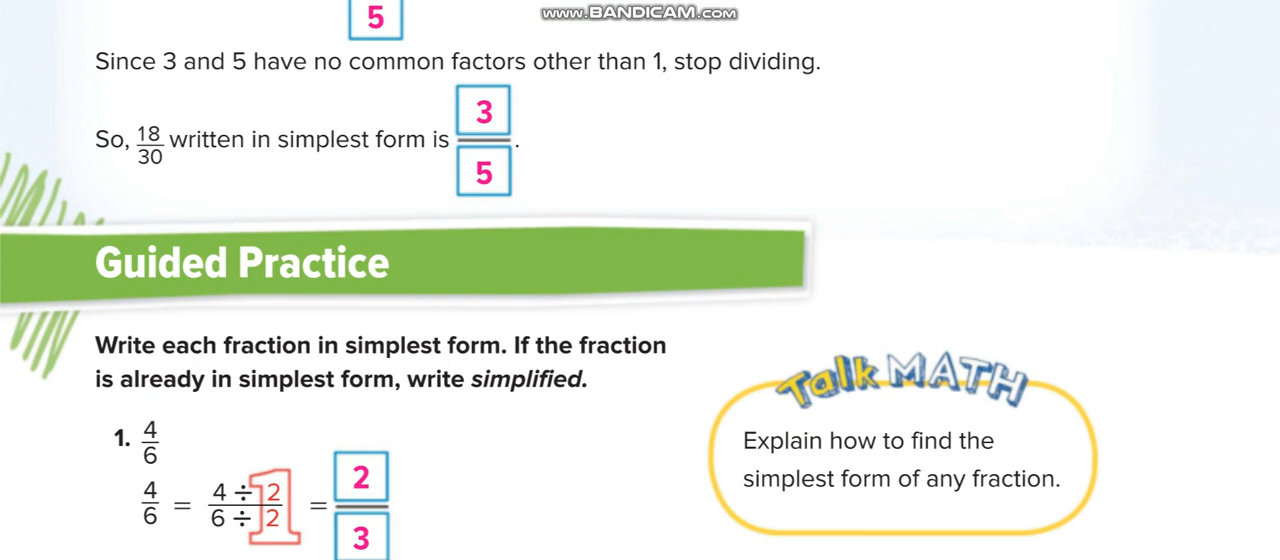 www.BANDICAM.com
5
Since 3 and 5 have no common factors other than 1, stop dividing.
So, 18/30 written in simplest form is 3/5.
Guided Practice
Write each fraction in simplest form. If the fraction
is already in simplest form, write simplified.
1. 4/6
4/6 = 4 ÷ 2/6 ÷ 2 = 2/3
1
Talk MATH
Explain how to find the
simplest form of any fraction.